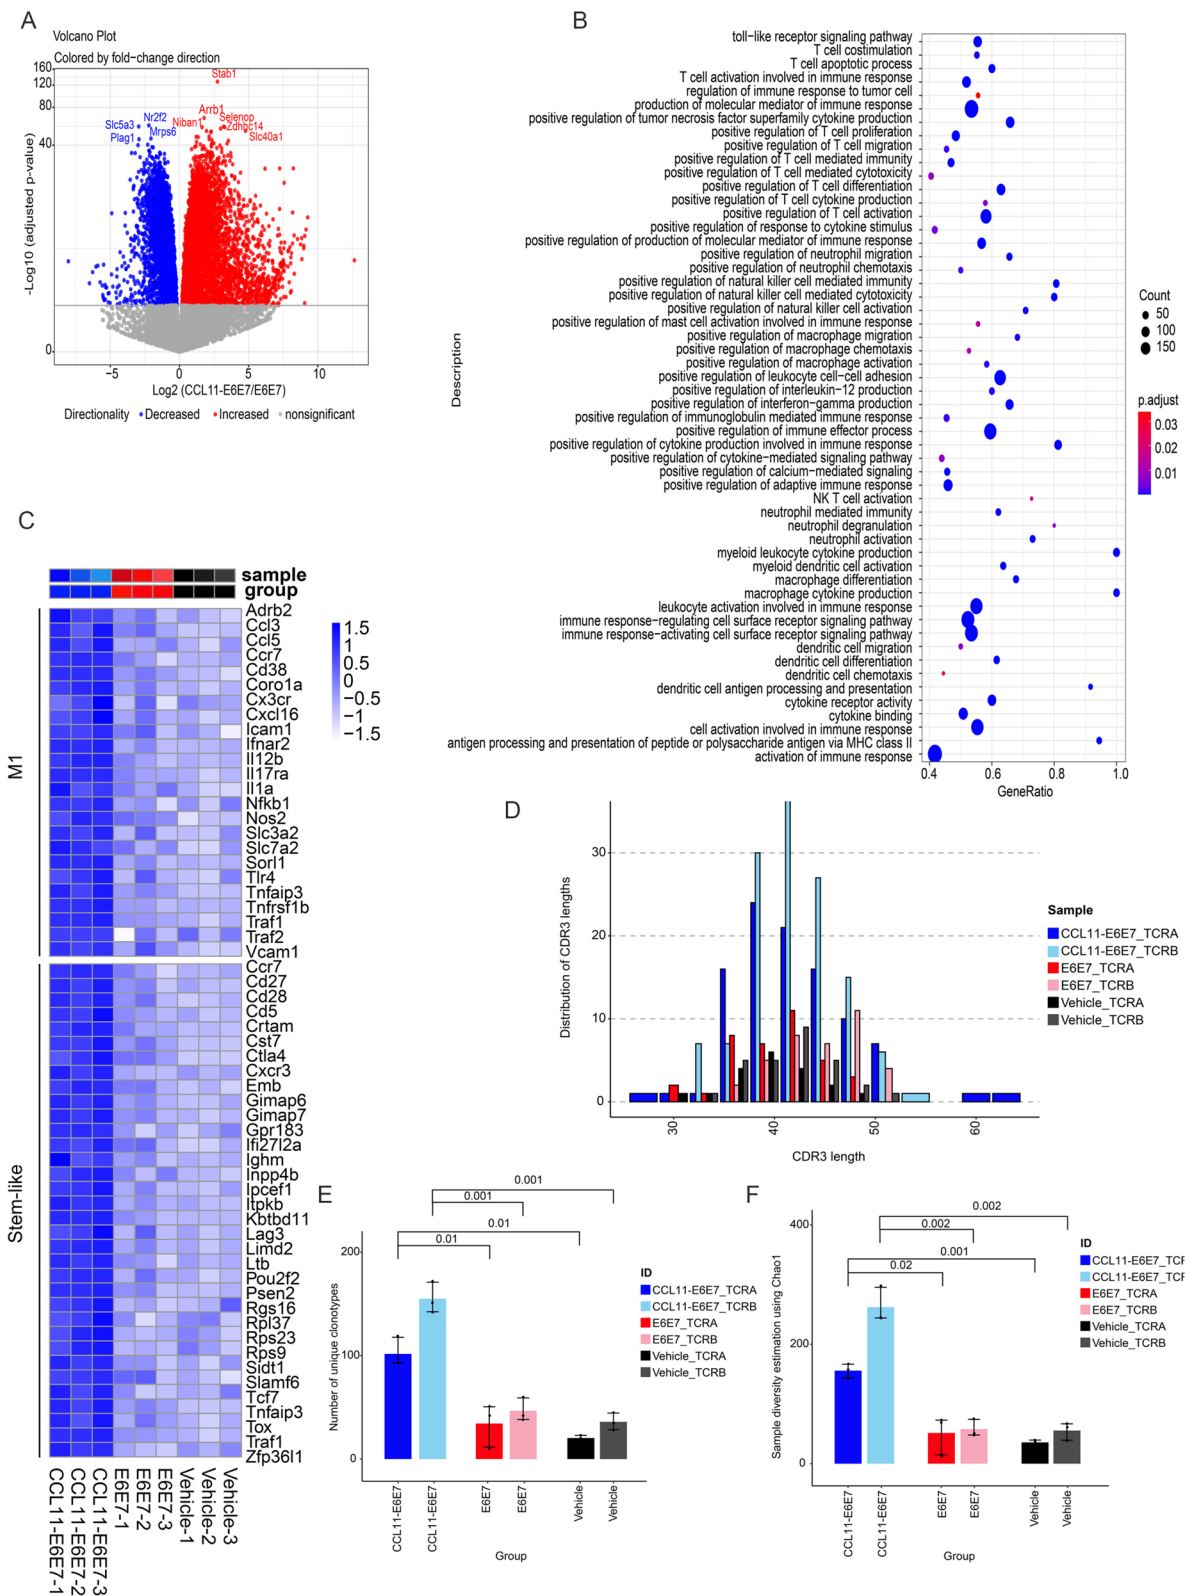 A
Volcano Plot
Colored by fold−change direction
160
120
80
40
0
-Log10 (adjusted p-value)
Stab1
Arrb1
Niban1
Selenop
Zdhhc14
Slc40a1
Nr2f2
Slc5a3
Mrps6
Plag1
−5
0
5
10
Log2 (CCL11-E6E7/E6E7)
Directionality
Decreased
Increased
nonsignificant
B
Description
toll−like receptor signaling pathway
T cell costimulation
T cell apoptotic process
T cell activation involved in immune response
regulation of immune response to tumor cell
production of molecular mediator of immune response
positive regulation of tumor necrosis factor superfamily cytokine production
positive regulation of T cell proliferation
positive regulation of T cell migration
positive regulation of T cell mediated immunity
positive regulation of T cell mediated cytotoxicity
positive regulation of T cell differentiation
positive regulation of T cell cytokine production
positive regulation of T cell activation
positive regulation of response to cytokine stimulus
positive regulation of production of molecular mediator of immune response
positive regulation of neutrophil migration
positive regulation of neutrophil chemotaxis
positive regulation of natural killer cell mediated immunity
positive regulation of natural killer cell mediated cytotoxicity
positive regulation of natural killer cell activation
positive regulation of mast cell activation involved in immune response
positive regulation of macrophage migration
positive regulation of macrophage chemotaxis
positive regulation of macrophage activation
positive regulation of leukocyte cell−cell adhesion
positive regulation of interleukin−12 production
positive regulation of interferon−gamma production
positive regulation of immunoglobulin mediated immune response
positive regulation of immune effector process
positive regulation of cytokine production involved in immune response
positive regulation of cytokine−mediated signaling pathway
positive regulation of calcium−mediated signaling
positive regulation of adaptive immune response
NK T cell activation
neutrophil mediated immunity
neutrophil degranulation
neutrophil activation
myeloid leukocyte cytokine production
myeloid dendritic cell activation
macrophage differentiation
macrophage cytokine production
leukocyte activation involved in immune response
immune response−regulating cell surface receptor signaling pathway
immune response−activating cell surface receptor signaling pathway
dendritic cell migration
dendritic cell differentiation
dendritic cell chemotaxis
dendritic cell antigen processing and presentation
cytokine receptor activity
cytokine binding
cell activation involved in immune response
antigen processing and presentation of peptide or polysaccharide antigen via MHC class II
activation of immune response
0.4
0.6
0.8
1.0
GeneRatio
Count
50
100
150
p.adjust
0.03
0.02
0.01
C
sample
group
M1
Adrb2
Ccl3
Ccl5
Ccr7
Cd38
Coro1a
Cx3cr
Cxcl16
Icam1
Ifnar2
Il12b
Il17ra
Il1a
Nfkb1
Nos2
Slc3a2
Slc7a2
Sorl1
Tlr4
Tnfaip3
Tnfrsf1b
Traf1
Traf2
Vcam1
Stem-like
Ccr7
Cd27
Cd28
Cd5
Crtam
Cst7
Ctla4
Cxcr3
Emb
Gimap6
Gimap7
Gpr183
Ifi27l2a
Ighm
Inpp4b
Ipcef1
Itpkb
Kbtbd11
Lag3
Limd2
Ltb
Pou2f2
Psen2
Rgs16
Rpl37
Rps23
Rps9
Sidt1
Slamf6
Tcf7
Tnfaip3
Tox
Traf1
Zfp36l1
1.5
1
0.5
0
−0.5
−1
−1.5
CCL11-E6E7-1
CCL11-E6E7-2
CCL11-E6E7-3
E6E7-1
E6E7-2
E6E7-3
Vehicle-1
Vehicle-2
Vehicle-3
D
Distribution of CDR3 lengths
30
20
10
0
30
40
50
60
CDR3 length
Sample
CCL11-E6E7_TCRA
CCL11-E6E7_TCRB
E6E7_TCRA
E6E7_TCRB
Vehicle_TCRA
Vehicle_TCRB
E
Number of unique clonotypes
200
100
0
0.001
0.001
0.01
0.01
CCL11-E6E7
CCL11-E6E7
E6E7
E6E7
Vehicle
Vehicle
Group
ID
CCL11-E6E7_TCRA
CCL11-E6E7_TCRB
E6E7_TCRA
E6E7_TCRB
Vehicle_TCRA
Vehicle_TCRB
F
Sample diversity estimation using Chao1
400
200
0
0.002
0.002
0.001
0.02
CCL11-E6E7
CCL11-E6E7
E6E7
E6E7
Vehicle
Vehicle
Group
ID
CCL11-E6E7_TCF
CCL11-E6E7_TCF
E6E7_TCRA
E6E7_TCRB
Vehicle_TCRA
Vehicle_TCRB